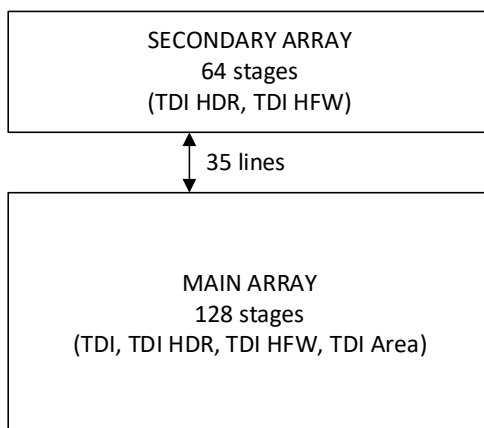 SECONDARY ARRAY
64 stages
(TDI HDR, TDI HFW)
35 lines
MAIN ARRAY
128 stages
(TDI, TDI HDR, TDI HFW, TDI Area)